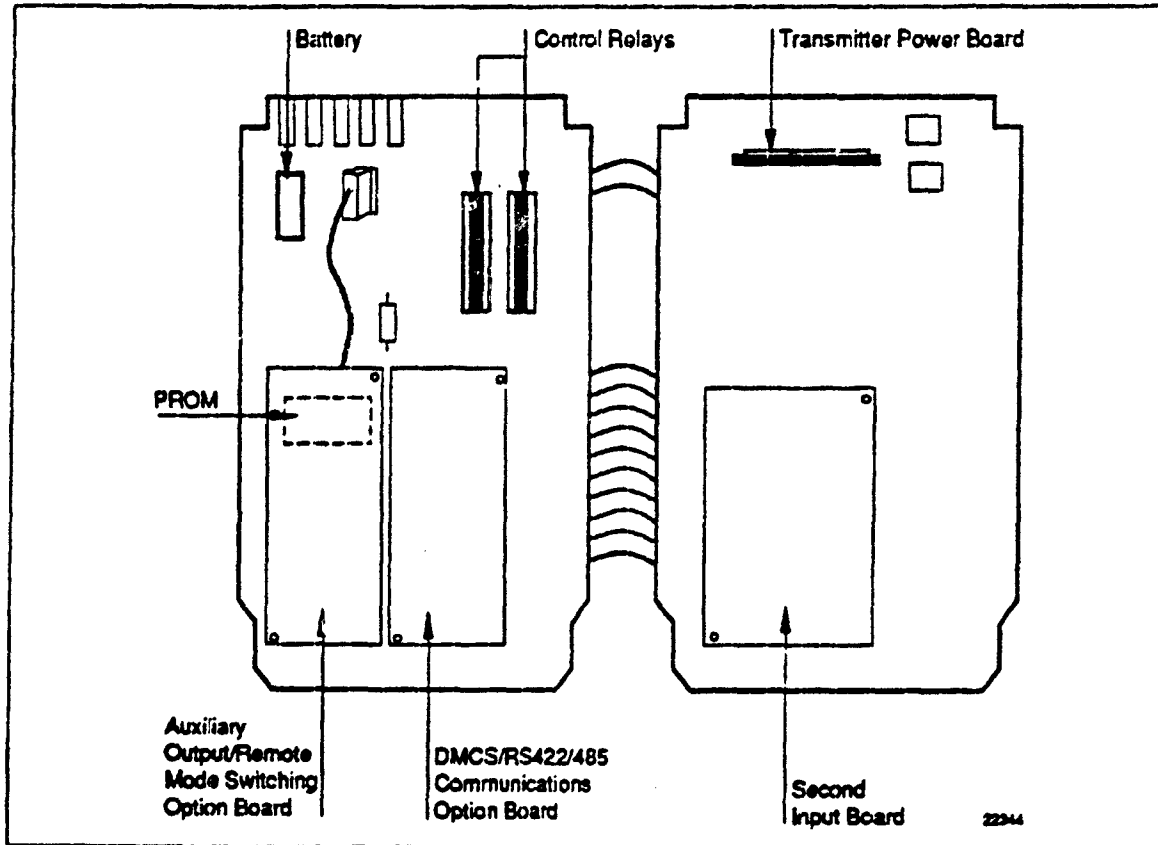 Battery
Control Relays
Transmitter Power Board
PROM
Auxiliary
Output/Remote
Mode Switching
Option Board
DMCS/RS422/485
Communications
Option Board
Second
Input Board
22944